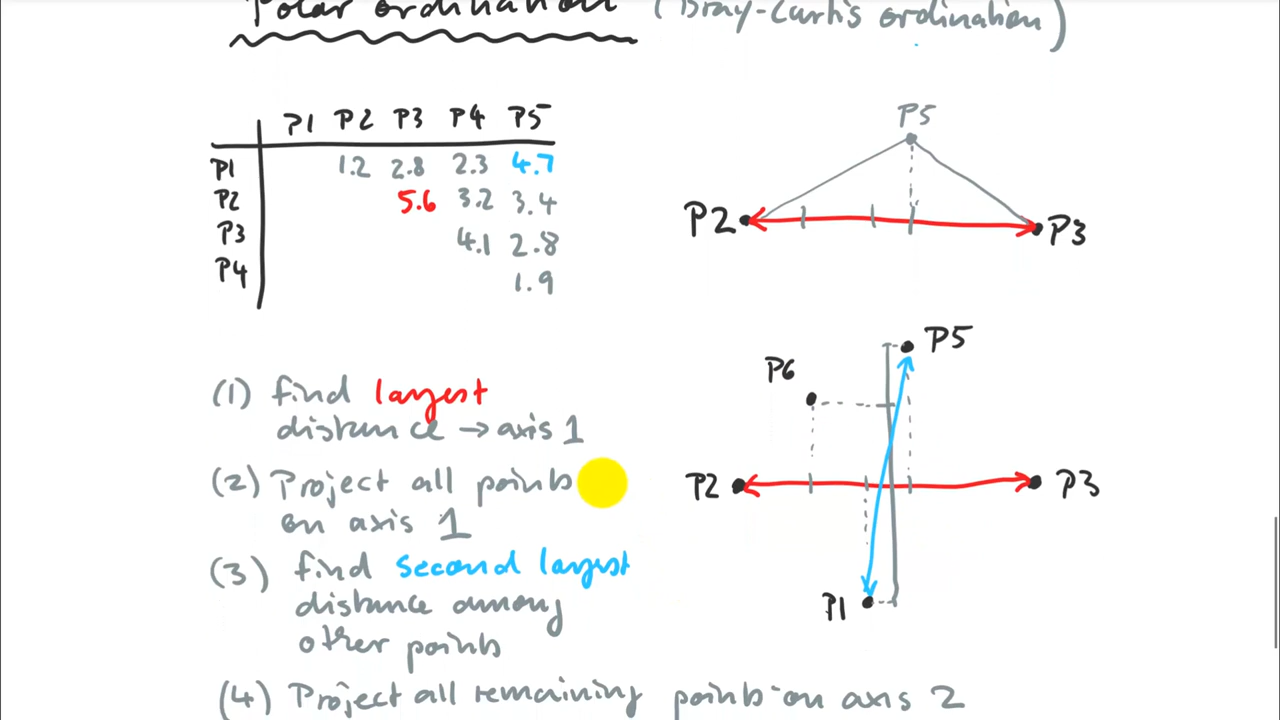 Polar ordination (Bray-Curtis ordination)
P1 P2 P3 P4 P5
P1 1.2 2.8 2.3 4.7
P2 5.6 3.2 3.4
P3 4.1 2.8
P4 1.9
P5
P2 P3
(1) find largest
distance → axis 1
(2) Project all points
on axis 1
(3) find second largest
distance among
other points
(4) Project all remaining points on axis 2
P5
P6
P2 P3
P1